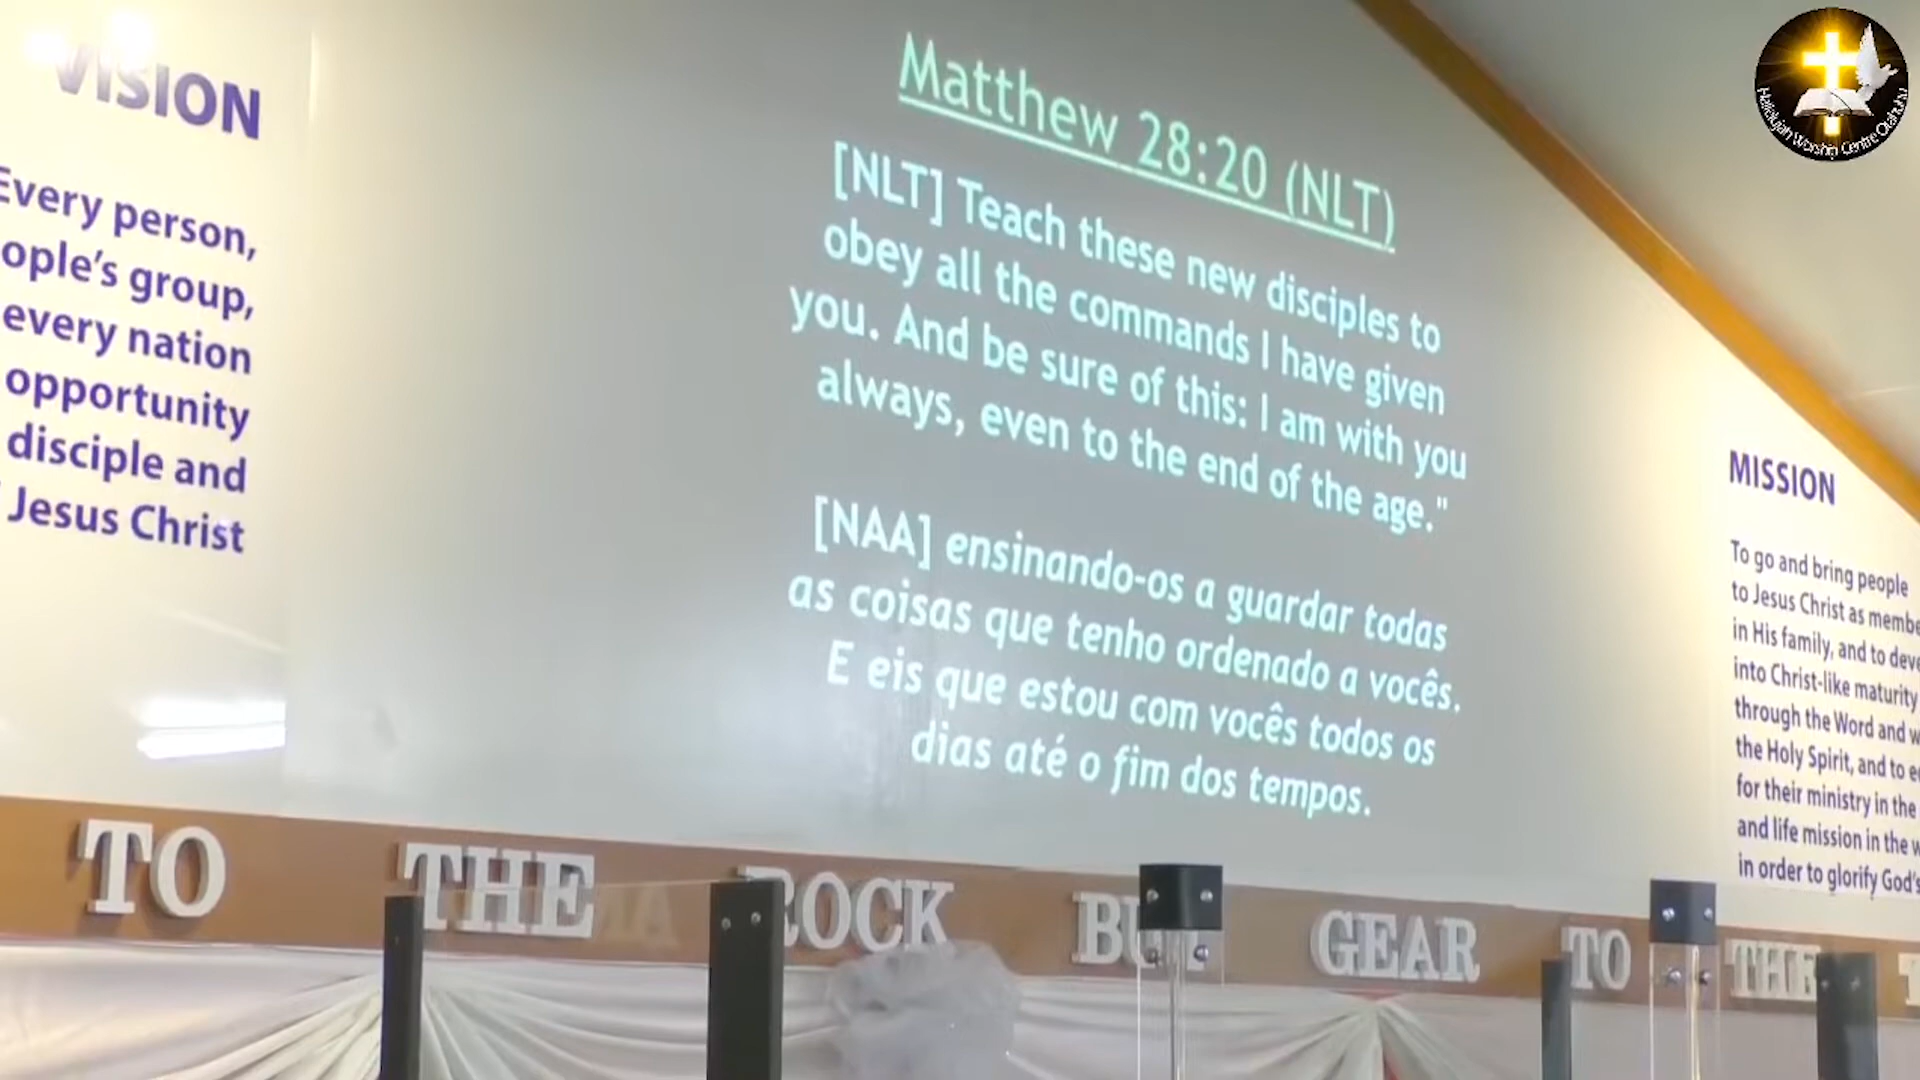 VISION
Every person,
ople's group,
every nation
opportunity
disciple and
Jesus Christ
Matthew 28:20 (NLT)
[NLT] Teach these new disciples to
obey all the commands I have given
you. And be sure of this: I am with you
always, even to the end of the age."
[NAA] ensinando-os a guardar todas
as coisas que tenho ordenado a vocês.
E eis que estou com vocês todos os
dias até o fim dos tempos.
MISSION
To go and bring people
to Jesus Christ as membe
in His family, and to deve
into Christ-like maturity
through the Word and w
the Holy Spirit, and to e
for their ministry in the
and life mission in the w
in order to glorify God's
TO THE ROCK BUT GEAR TO THE
Hallelujah Worship Centre Otahuhu